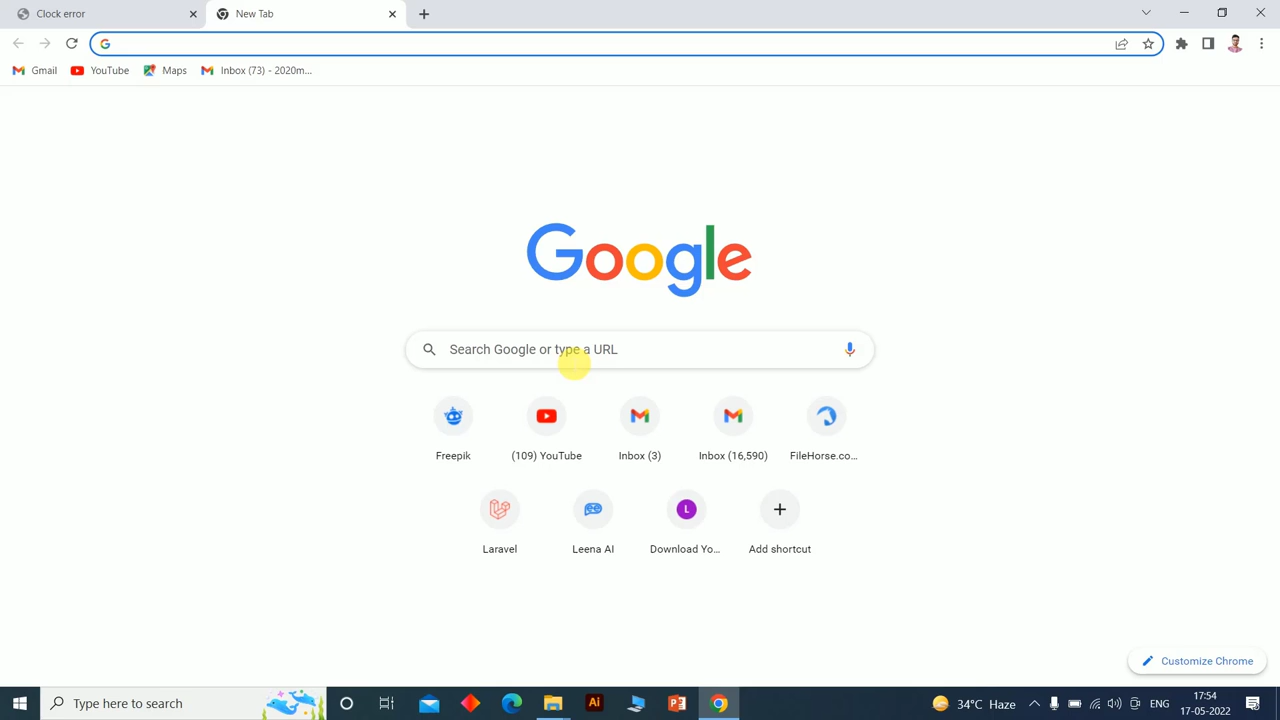 Clock error
New Tab
Gmail
YouTube
Maps
Inbox (73) - 2020m...
Google
Search Google or type a URL
Freepik
(109) YouTube
Inbox (3)
Inbox (16,590)
FileHorse.co...
L
Laravel
Leena AI
Download Yo...
Add shortcut
Customize Chrome
Type here to search
Ai
34°C Haze
ENG
17:54
17-05-2022